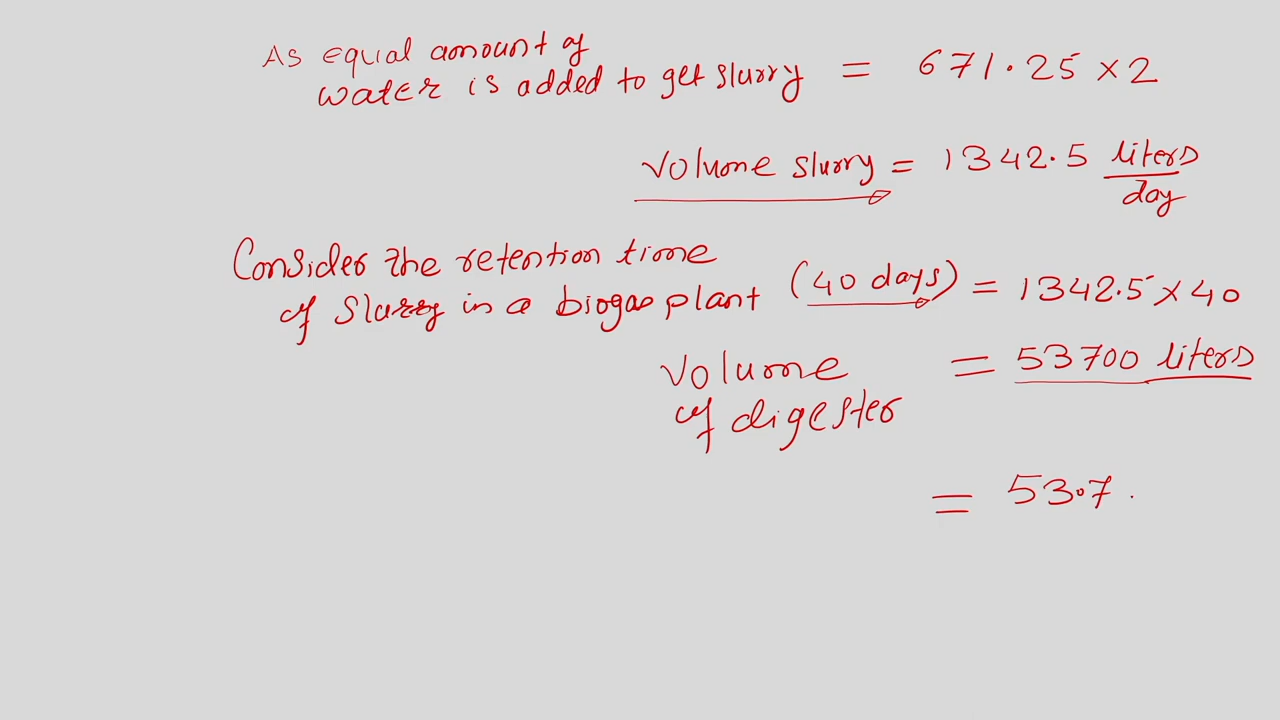 As equal amount of
water is added to get slurry = 671.25 × 2
Volume slurry = 1342.5 liters/day
Consider the retention time
of slurry in a biogas plant (40 days) = 1342.5 × 40
Volume = 53700 liters
of digester
= 53.7